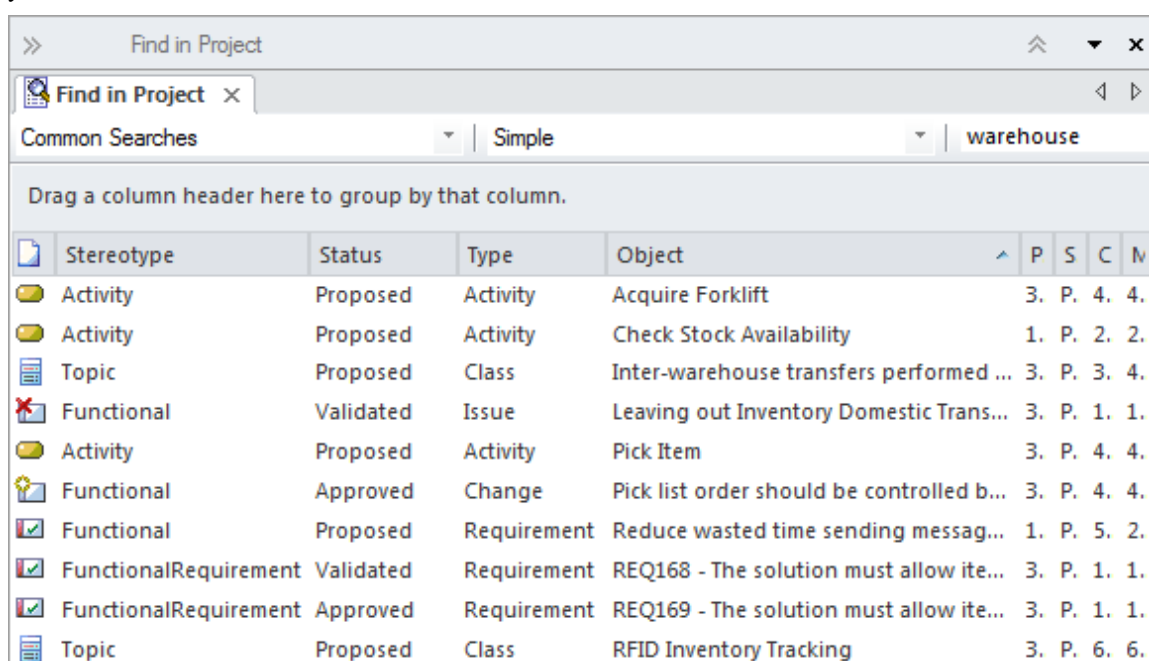 y
Find in Project
Find in Project
Common Searches Simple warehouse
Drag a column header here to group by that column.
Stereotype Status Type Object P S C M
Activity Proposed Activity Acquire Forklift 3. P. 4. 4.
Activity Proposed Activity Check Stock Availability 1. P. 2. 2.
Topic Proposed Class Inter-warehouse transfers performed ... 3. P. 3. 4.
Functional Validated Issue Leaving out Inventory Domestic Trans... 3. P. 1. 1.
Activity Proposed Activity Pick Item 3. P. 4. 4.
Functional Approved Change Pick list order should be controlled b... 3. P. 4. 4.
Functional Proposed Requirement Reduce wasted time sending messag... 1. P. 5. 2.
FunctionalRequirement Validated Requirement REQ168 - The solution must allow ite... 3. P. 1. 1.
FunctionalRequirement Approved Requirement REQ169 - The solution must allow ite... 3. P. 1. 1.
Topic Proposed Class RFID Inventory Tracking 3. P. 6. 6.